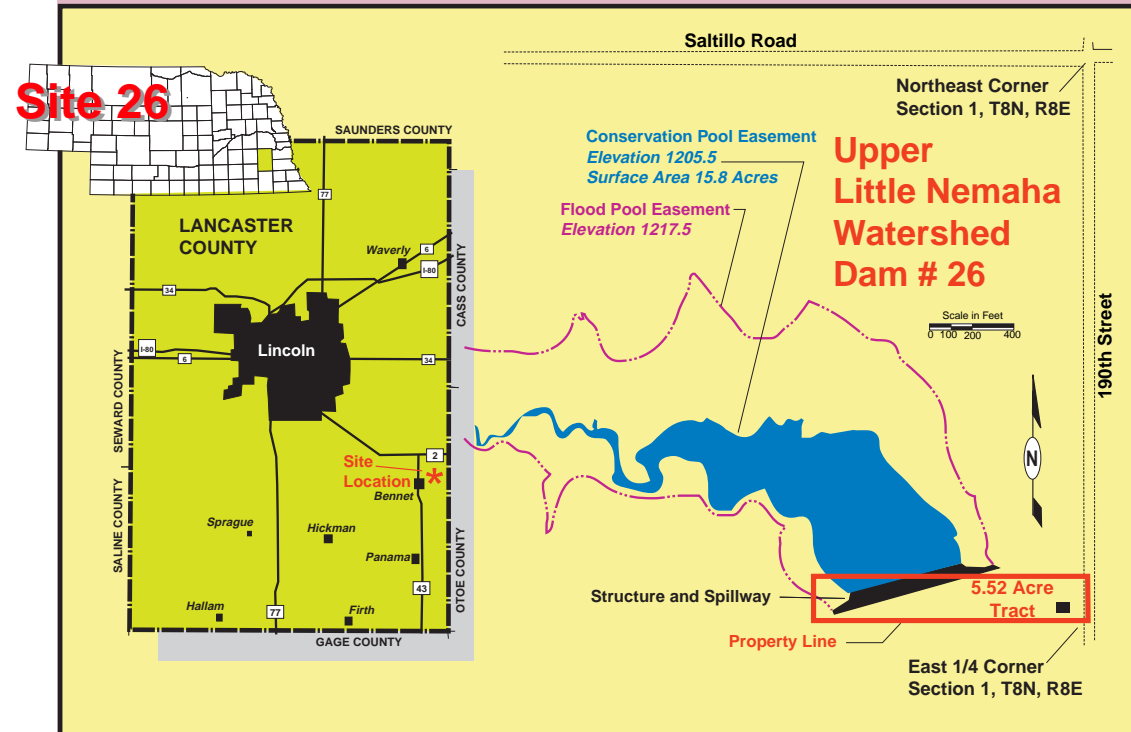 Site 26
Saltillo Road
Northeast Corner
Section 1, T8N, R8E
Conservation Pool Easement
Elevation 1205.5
Surface Area 15.8 Acres
Flood Pool Easement
Elevation 1217.5
Upper
Little Nemaha
Watershed
Dam # 26
Scale in Feet
0 100 200 400
190th Street
N
SAUNDERS COUNTY
77
LANCASTER
COUNTY
Waverly
6
I-80
CASS COUNTY
34
Lincoln
I-80
6
34
SEWARD COUNTY
2
Site
Location
*
Bennet
SALINE COUNTY
Sprague
Hickman
Panama
OTOE COUNTY
43
Hallam
77
Firth
GAGE COUNTY
Structure and Spillway
5.52 Acre
Tract
Property Line
East 1/4 Corner
Section 1, T8N, R8E